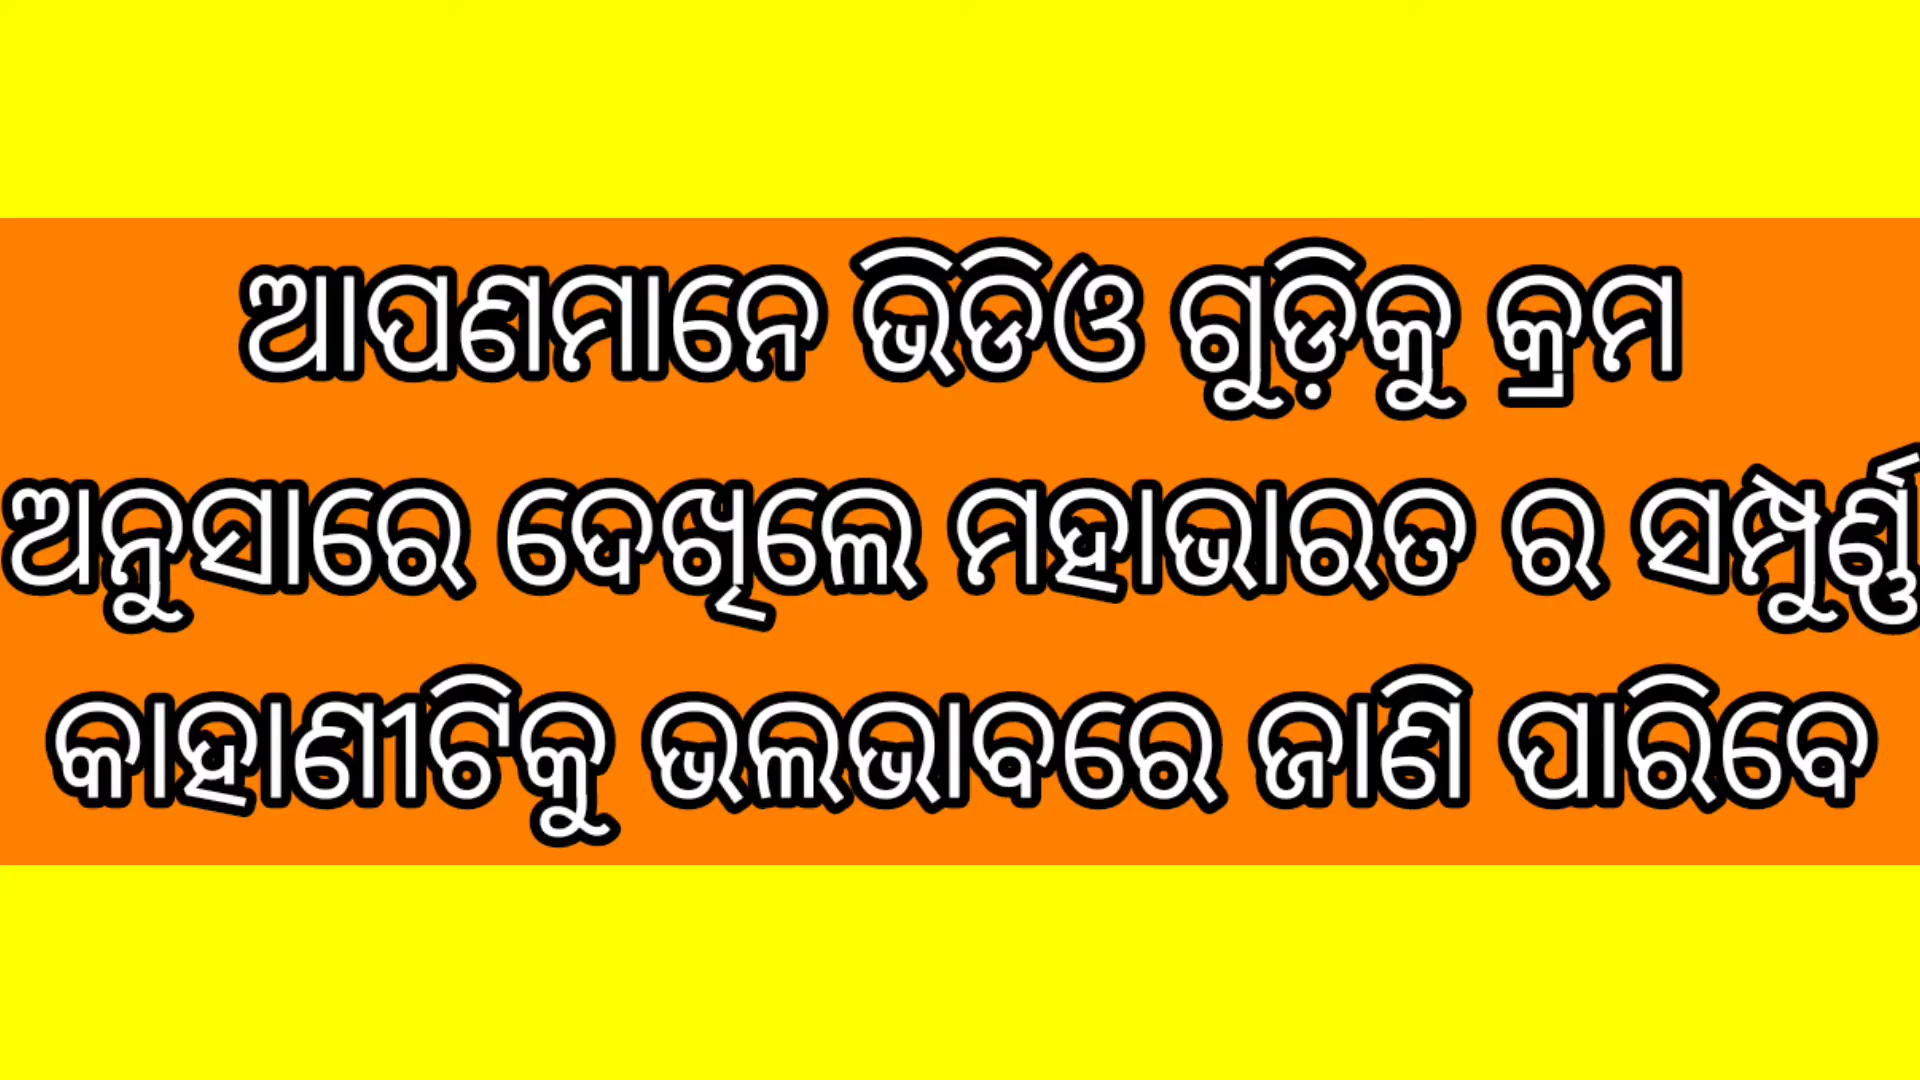 ଆପଣମାନେ ଭିଡିଓ ଗୁଡ଼ିକୁ କ୍ରମ
ଅନୁସାରେ ଦେଖିଲେ ମହାଭାରତ ର ସମ୍ପୁର୍ଣ୍ଣ
କାହାଣୀଟିକୁ ଭଲଭାବରେ ଜାଣି ପାରିବେ